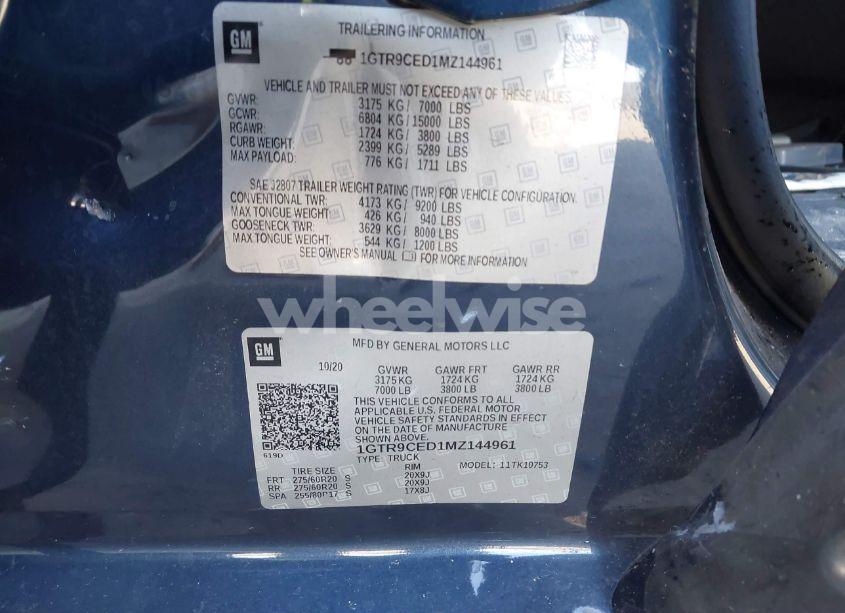 GM
TRAILERING INFORMATION
1GTR9CED1MZ144961
VEHICLE AND TRAILER MUST NOT EXCEED ANY OF THESE VALUES.
GVWR: 3175 KG / 7000 LBS
GCWR: 6804 KG / 15000 LBS
RGAWR: 1724 KG / 3800 LBS
CURB WEIGHT: 2399 KG / 5289 LBS
MAX PAYLOAD: 776 KG / 1711 LBS
SAE J2807 TRAILER WEIGHT RATING (TWR) FOR VEHICLE CONFIGURATION.
CONVENTIONAL TWR: 4173 KG / 9200 LBS
MAX TONGUE WEIGHT: 426 KG / 940 LBS
GOOSENECK TWR: 3629 KG / 8000 LBS
MAX TONGUE WEIGHT: 544 KG / 1200 LBS
SEE OWNER'S MANUAL FOR MORE INFORMATION
wheelwise
GM
MFD BY GENERAL MOTORS LLC
10/20 GVWR GAWR FRT GAWR RR
3175 KG 1724 KG 1724 KG
7000 LB 3800 LB 3800 LB
THIS VEHICLE CONFORMS TO ALL
APPLICABLE U.S. FEDERAL MOTOR
VEHICLE SAFETY STANDARDS IN EFFECT
ON THE DATE OF MANUFACTURE
SHOWN ABOVE.
1GTR9CED1MZ144961
619D TYPE: TRUCK MODEL: 11TK10753
TIRE SIZE RIM
FRT 275/60R20 S 20X9J
RR 275/60R20 S 20X9J
SPA 255/80R17 S 17X8J